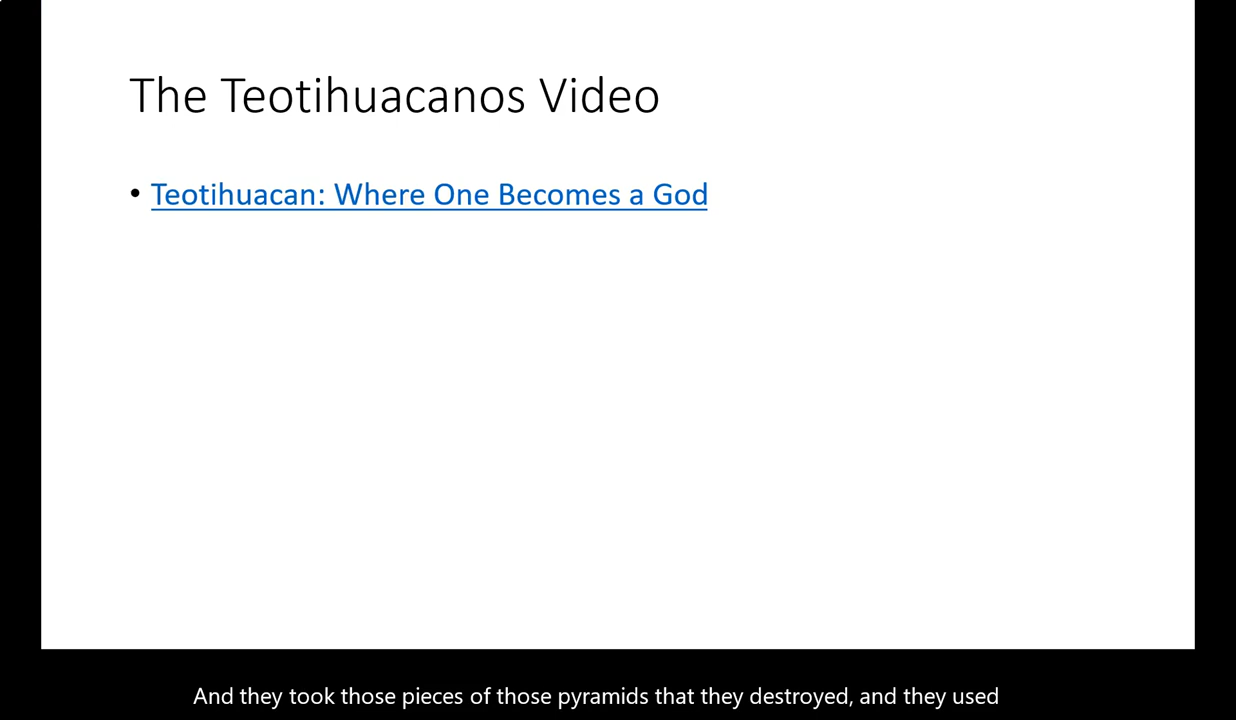 The Teotihuacanos Video
• Teotihuacan: Where One Becomes a God
And they took those pieces of those pyramids that they destroyed, and they used